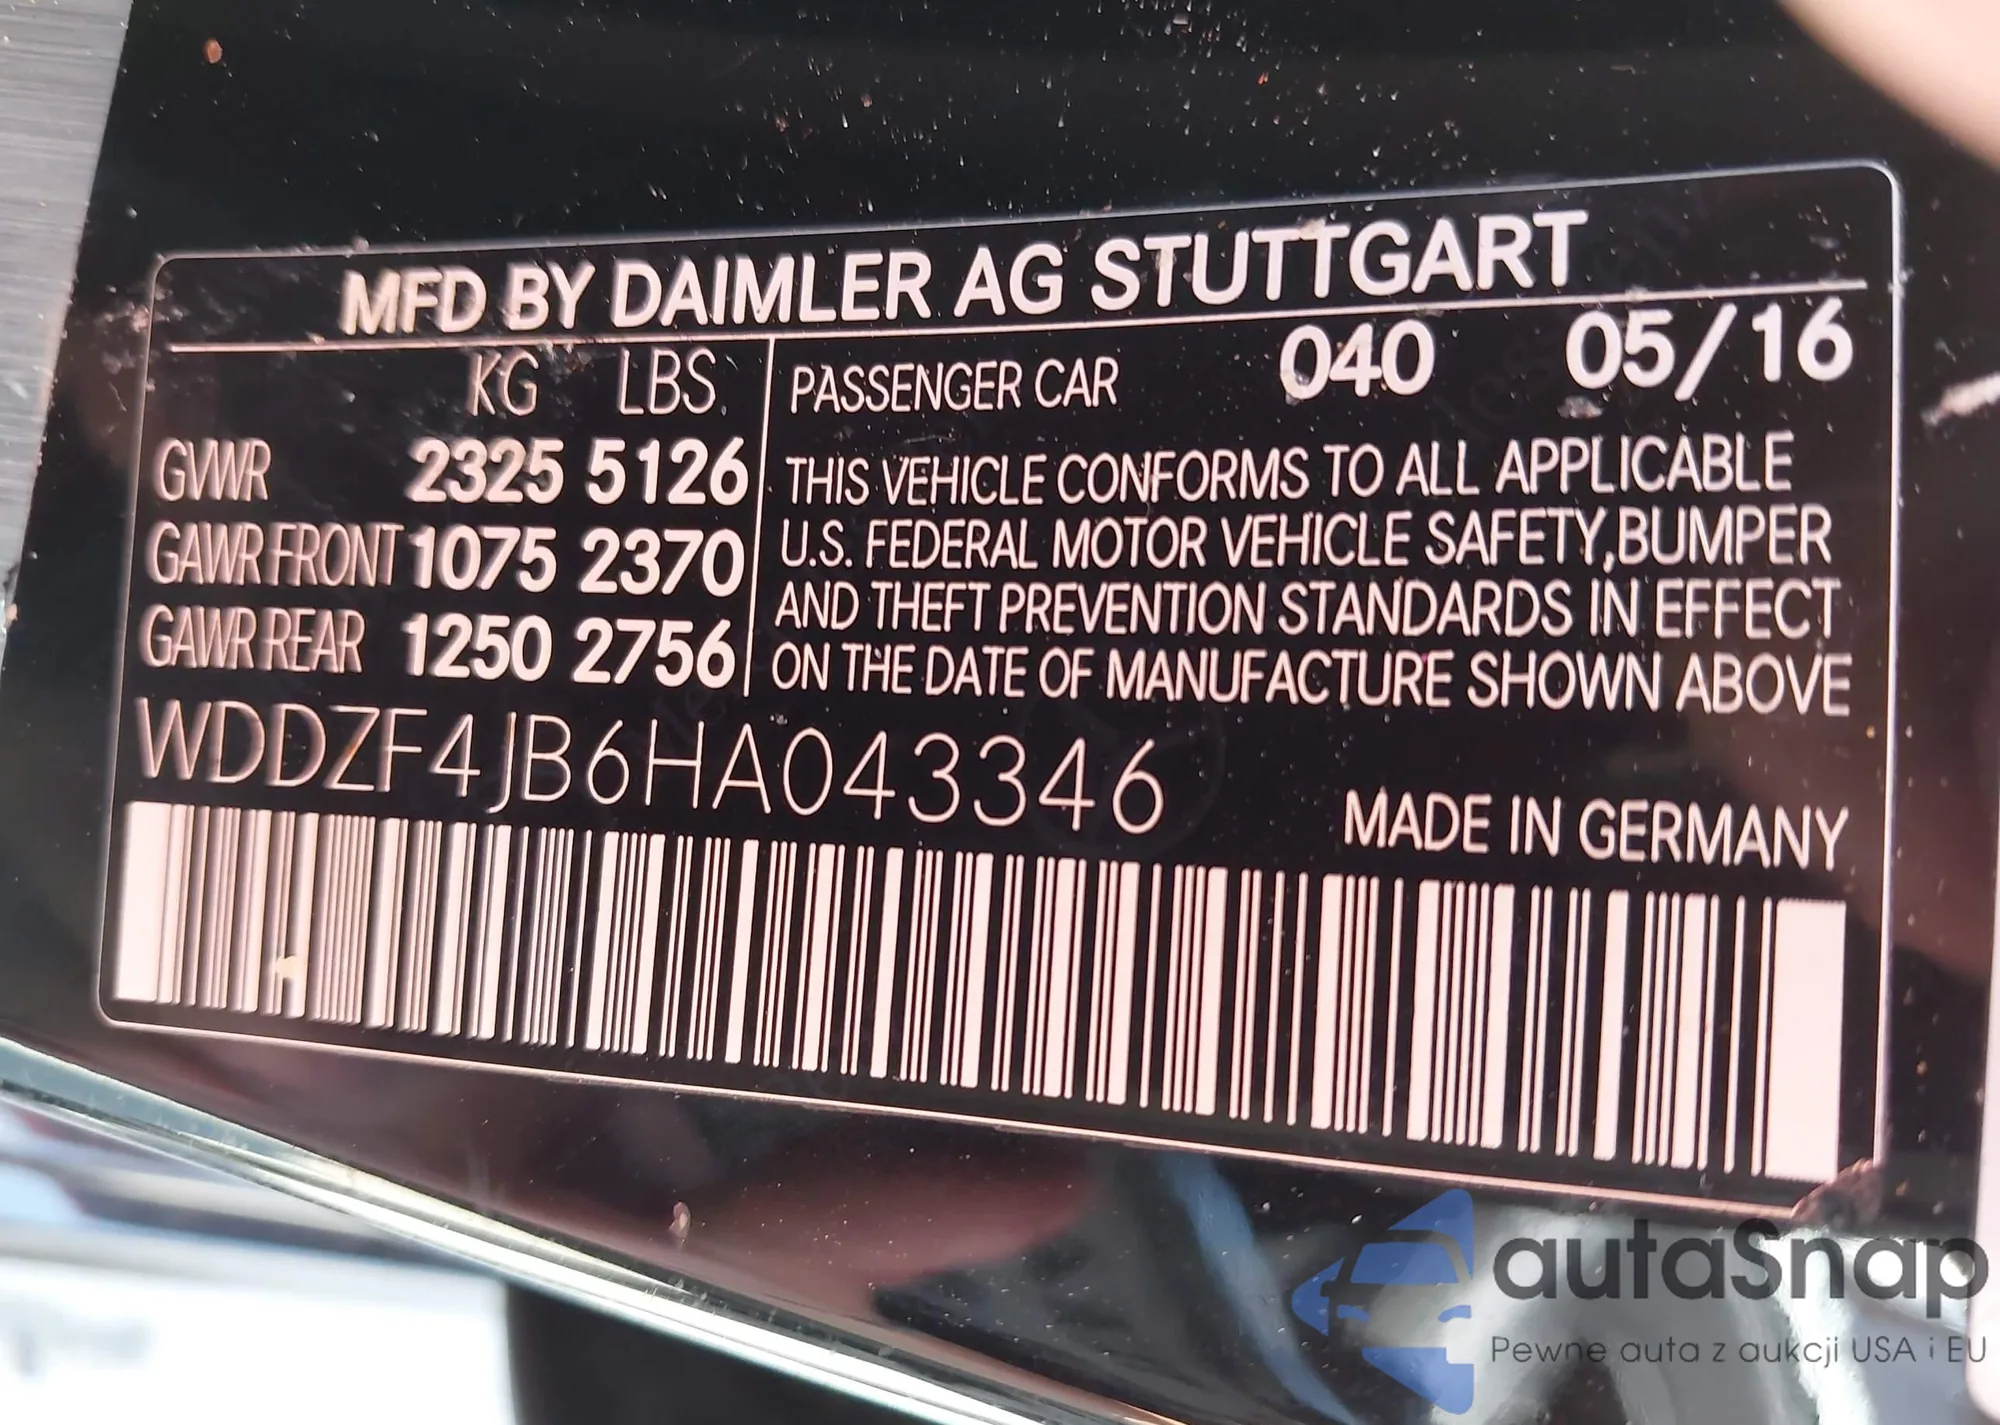 MFD BY DAIMLER AG STUTTGART
KG LBS
GVWR 2325 5126
GAWR FRONT 1075 2370
GAWR REAR 1250 2756
PASSENGER CAR 040 05/16
THIS VEHICLE CONFORMS TO ALL APPLICABLE
U.S. FEDERAL MOTOR VEHICLE SAFETY,BUMPER
AND THEFT PREVENTION STANDARDS IN EFFECT
ON THE DATE OF MANUFACTURE SHOWN ABOVE
WDDZF4JB6HA043346
MADE IN GERMANY
autaSnap
Pewne auta z aukcji USA i EU